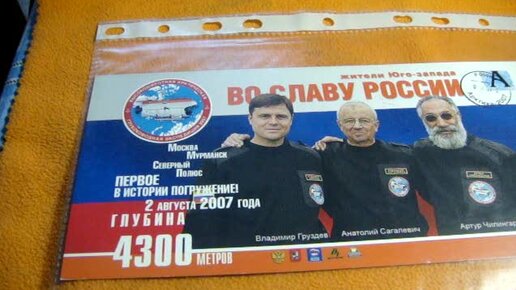 жители Юго-запада
ВО СЛАВУ РОССИИ
А
Москва
Мурманск
Северный
Полюс
ПЕРВОЕ
В ИСТОРИИ ПОГРУЖЕНИЕ!
2 АВГУСТА 2007 ГОДА
ГЛУБИНА
4300 МЕТРОВ
Владимир Груздев
Анатолий Сагалевич
Артур Чилингар